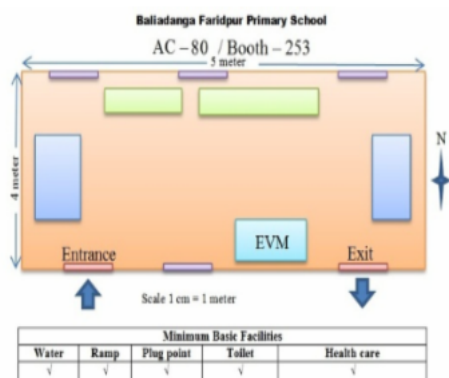 Baliadanga Faridpur Primary School
AC – 80 / Booth – 253
5 meter
4 meter
N
Entrance
EVM
Exit
Scale 1 cm = 1 meter
Minimum Basic Facilities
Water Ramp Plug point Toilet Health care
√ √ √ √ √